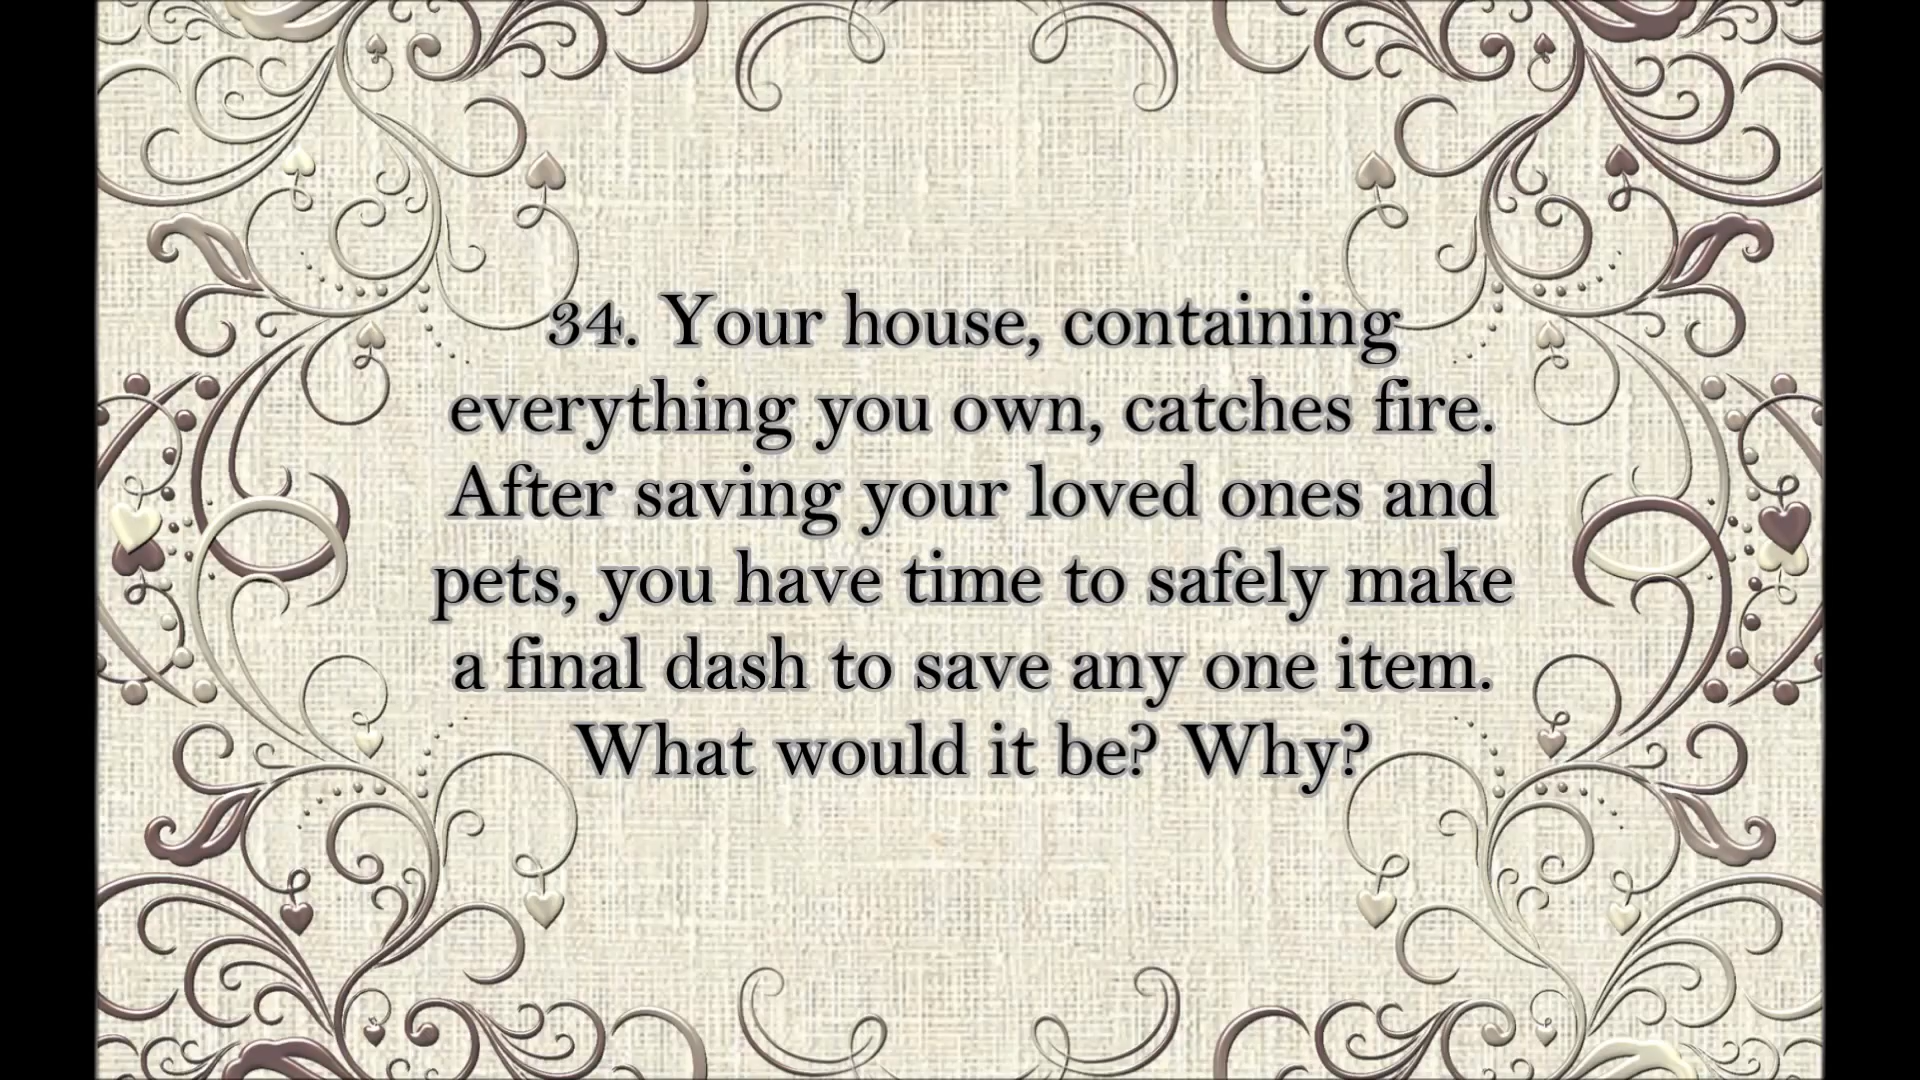 34. Your house, containing
everything you own, catches fire.
After saving your loved ones and
pets, you have time to safely make
a final dash to save any one item.
What would it be? Why?